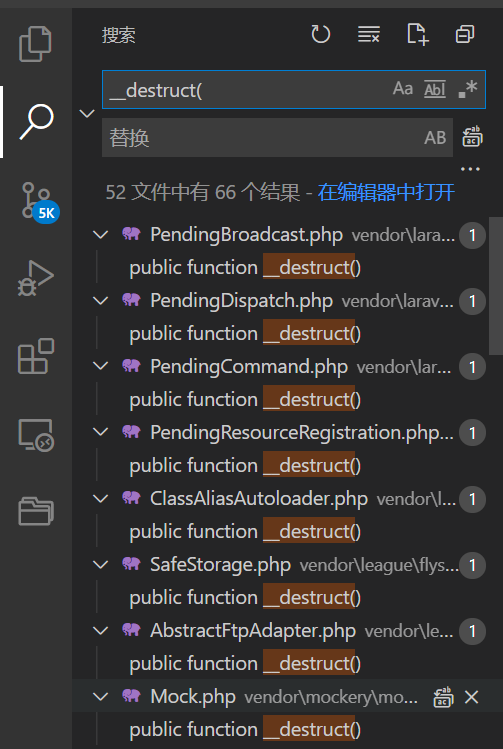 搜索
__destruct(
Aa Abl .*
替换
AB
5K
52 文件中有 66 个结果 - 在编辑器中打开
PendingBroadcast.php vendor\lara... 1
public function __destruct()
PendingDispatch.php vendor\larav... 1
public function __destruct()
PendingCommand.php vendor\lar... 1
public function __destruct()
PendingResourceRegistration.php... 1
public function __destruct()
ClassAliasAutoloader.php vendor\l... 1
public function __destruct()
SafeStorage.php vendor\league\flys... 1
public function __destruct()
AbstractFtpAdapter.php vendor\le... 1
public function __destruct()
Mock.php vendor\mockery\mo...
public function __destruct()